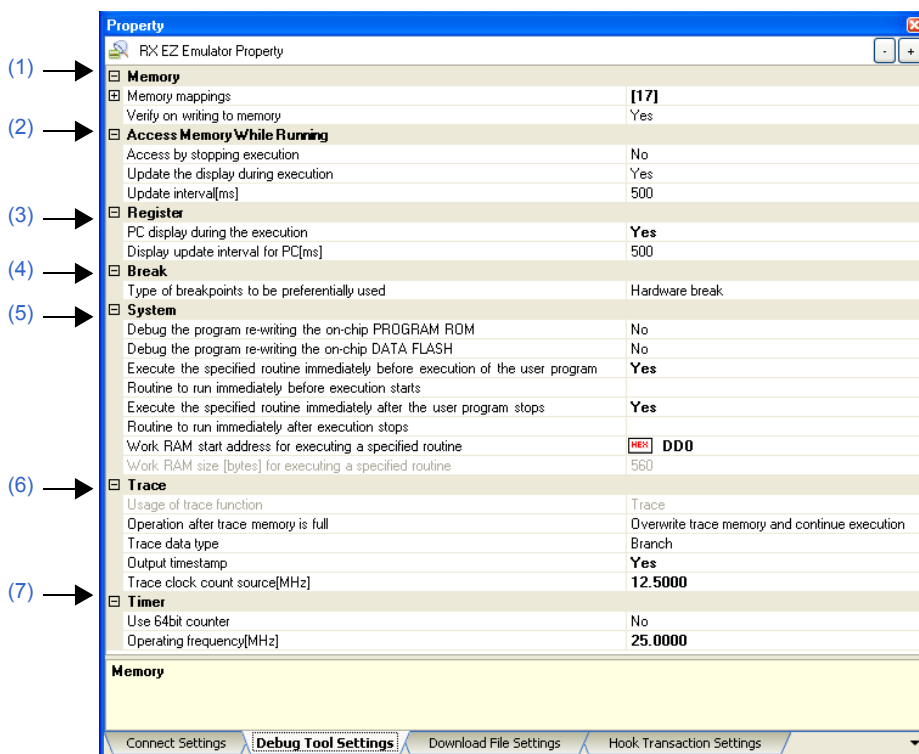 Property
RX EZ Emulator Property
- +
(1) Memory
Memory mappings [17]
Verify on writing to memory Yes
(2) Access Memory While Running
Access by stopping execution No
Update the display during execution Yes
Update interval[ms] 500
(3) Register
PC display during the execution Yes
Display update interval for PC[ms] 500
(4) Break
Type of breakpoints to be preferentially used Hardware break
(5) System
Debug the program re-writing the on-chip PROGRAM ROM No
Debug the program re-writing the on-chip DATA FLASH No
Execute the specified routine immediately before execution of the user program Yes
Routine to run immediately before execution starts
Execute the specified routine immediately after the user program stops Yes
Routine to run immediately after execution stops
Work RAM start address for executing a specified routine HEX DD0
Work RAM size [bytes] for executing a specified routine 560
(6) Trace
Usage of trace function Trace
Operation after trace memory is full Overwrite trace memory and continue execution
Trace data type Branch
Output timestamp Yes
Trace clock count source[MHz] 12.5000
(7) Timer
Use 64bit counter No
Operating frequency[MHz] 25.0000
Memory
Connect Settings Debug Tool Settings Download File Settings Hook Transaction Settings